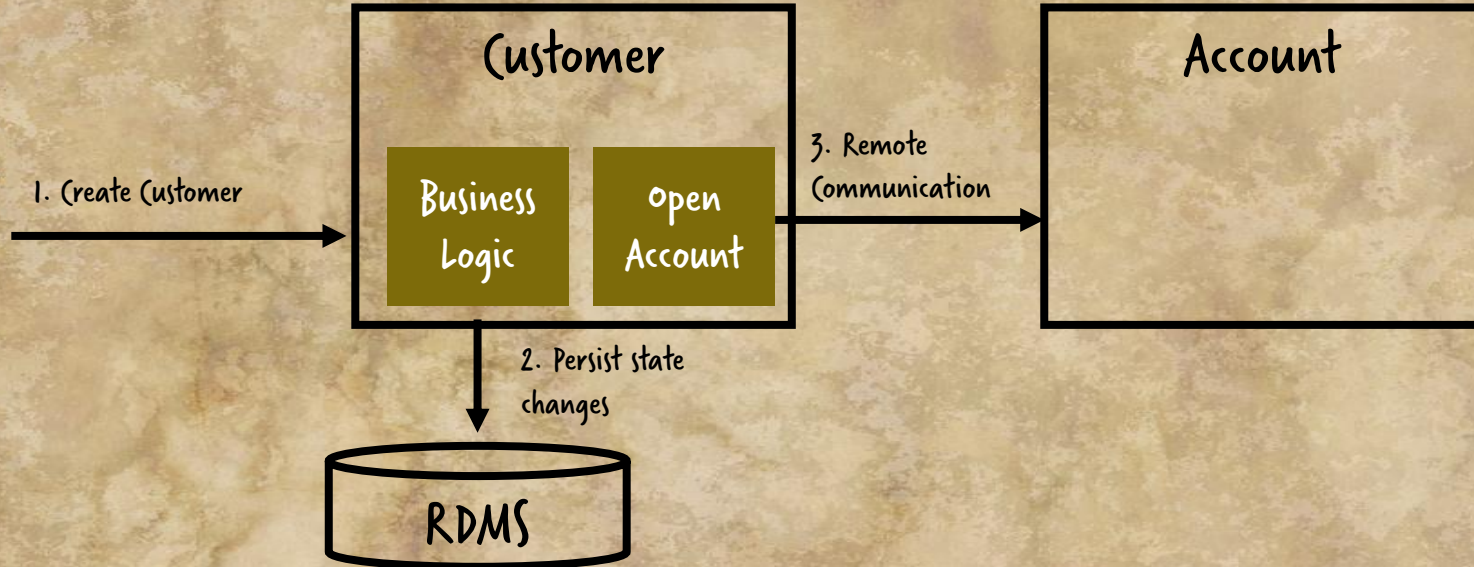 Customer
Account
1. Create Customer
Business
Logic
Open
Account
3. Remote
Communication
2. Persist state
changes
RDMS